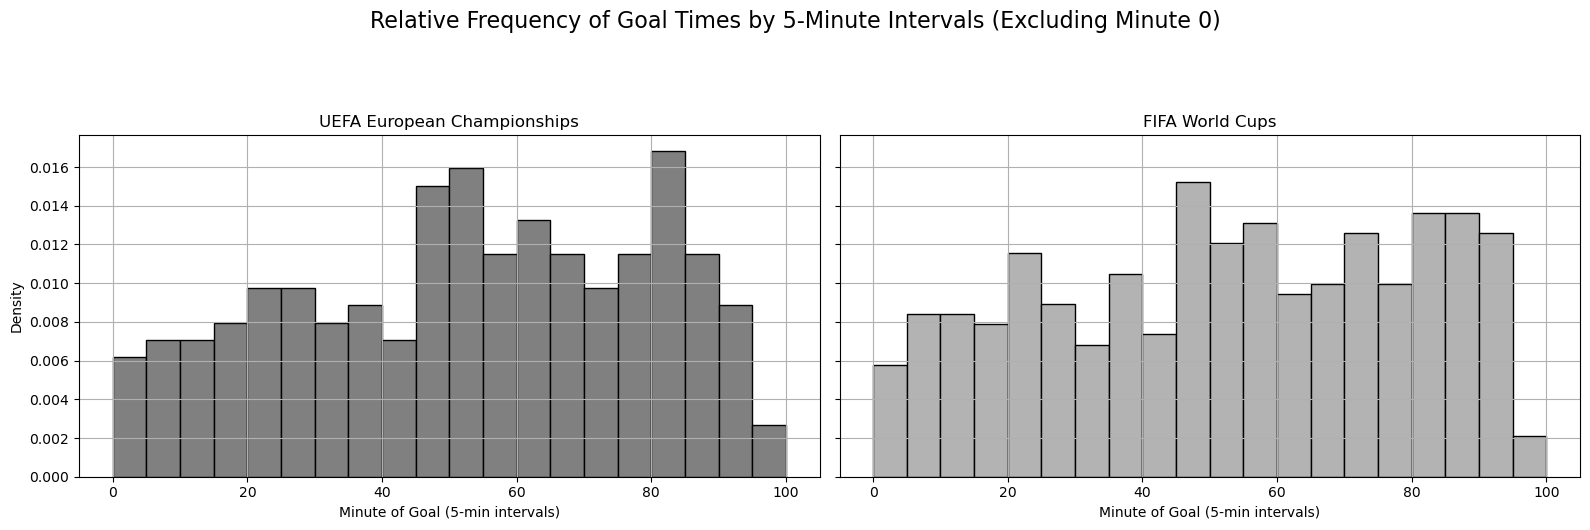 Relative Frequency of Goal Times by 5-Minute Intervals (Excluding Minute 0)
UEFA European Championships
FIFA World Cups
Density
0.016
0.014
0.012
0.010
0.008
0.006
0.004
0.002
0.000
0 20 40 60 80 100
0 20 40 60 80 100
Minute of Goal (5-min intervals)
Minute of Goal (5-min intervals)